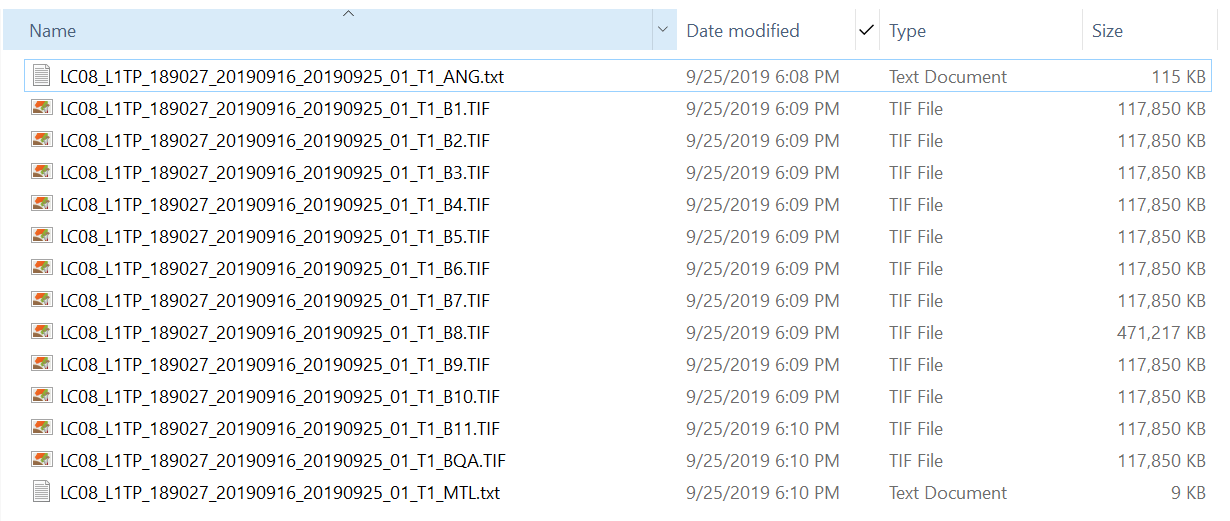 Name Date modified Type Size
LC08_L1TP_189027_20190916_20190925_01_T1_ANG.txt 9/25/2019 6:08 PM Text Document 115 KB
LC08_L1TP_189027_20190916_20190925_01_T1_B1.TIF 9/25/2019 6:09 PM TIF File 117,850 KB
LC08_L1TP_189027_20190916_20190925_01_T1_B2.TIF 9/25/2019 6:09 PM TIF File 117,850 KB
LC08_L1TP_189027_20190916_20190925_01_T1_B3.TIF 9/25/2019 6:09 PM TIF File 117,850 KB
LC08_L1TP_189027_20190916_20190925_01_T1_B4.TIF 9/25/2019 6:09 PM TIF File 117,850 KB
LC08_L1TP_189027_20190916_20190925_01_T1_B5.TIF 9/25/2019 6:09 PM TIF File 117,850 KB
LC08_L1TP_189027_20190916_20190925_01_T1_B6.TIF 9/25/2019 6:09 PM TIF File 117,850 KB
LC08_L1TP_189027_20190916_20190925_01_T1_B7.TIF 9/25/2019 6:09 PM TIF File 117,850 KB
LC08_L1TP_189027_20190916_20190925_01_T1_B8.TIF 9/25/2019 6:09 PM TIF File 471,217 KB
LC08_L1TP_189027_20190916_20190925_01_T1_B9.TIF 9/25/2019 6:09 PM TIF File 117,850 KB
LC08_L1TP_189027_20190916_20190925_01_T1_B10.TIF 9/25/2019 6:09 PM TIF File 117,850 KB
LC08_L1TP_189027_20190916_20190925_01_T1_B11.TIF 9/25/2019 6:10 PM TIF File 117,850 KB
LC08_L1TP_189027_20190916_20190925_01_T1_BQA.TIF 9/25/2019 6:10 PM TIF File 117,850 KB
LC08_L1TP_189027_20190916_20190925_01_T1_MTL.txt 9/25/2019 6:10 PM Text Document 9 KB